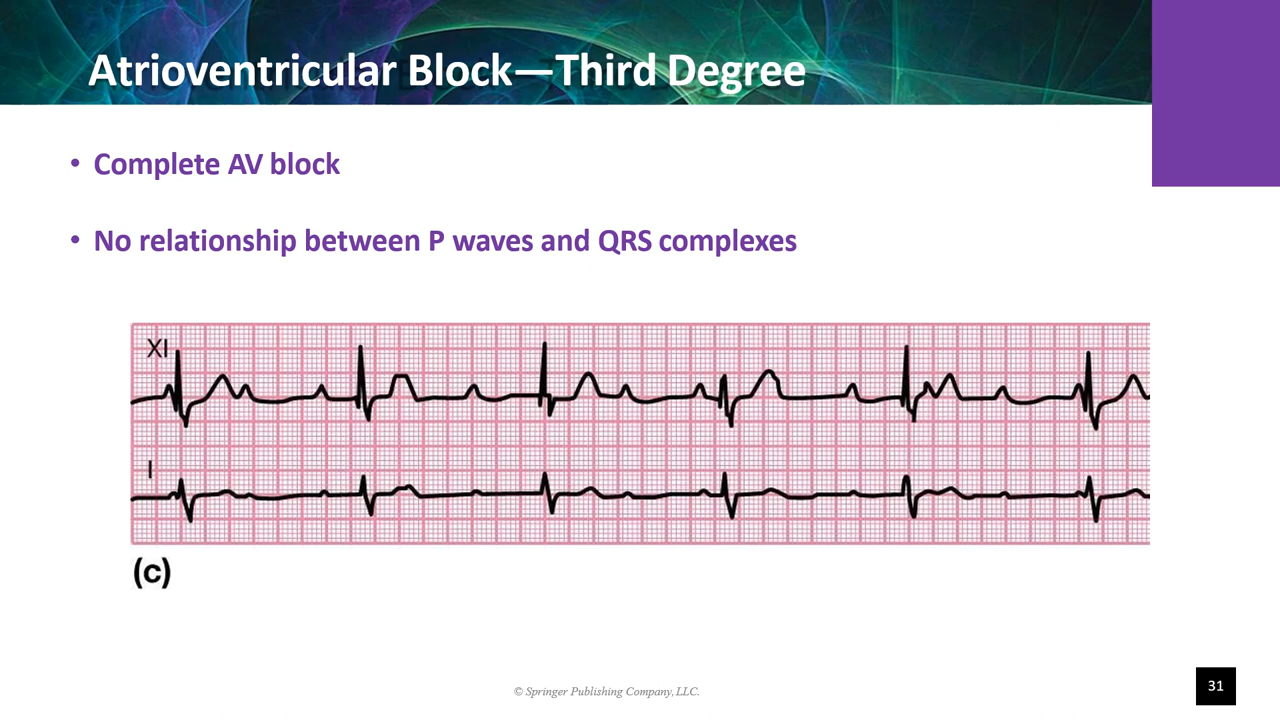 Atrioventricular Block—Third Degree
• Complete AV block
• No relationship between P waves and QRS complexes
XI
I
(c)
© Springer Publishing Company, LLC.
31